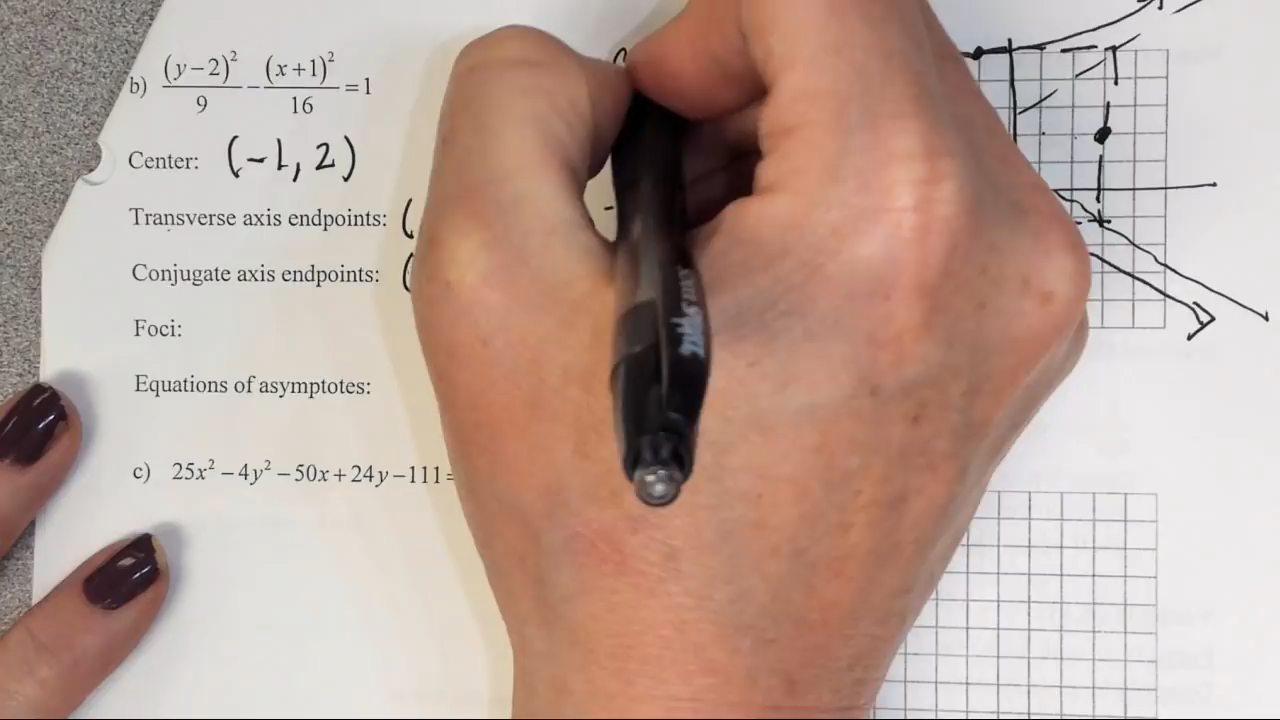 b) (y−2)²/9 − (x+1)²/16 = 1
Center: (-1, 2)
Transverse axis endpoints: (
Conjugate axis endpoints: (
Foci:
Equations of asymptotes:
c) 25x² − 4y² − 50x + 24y − 111 =